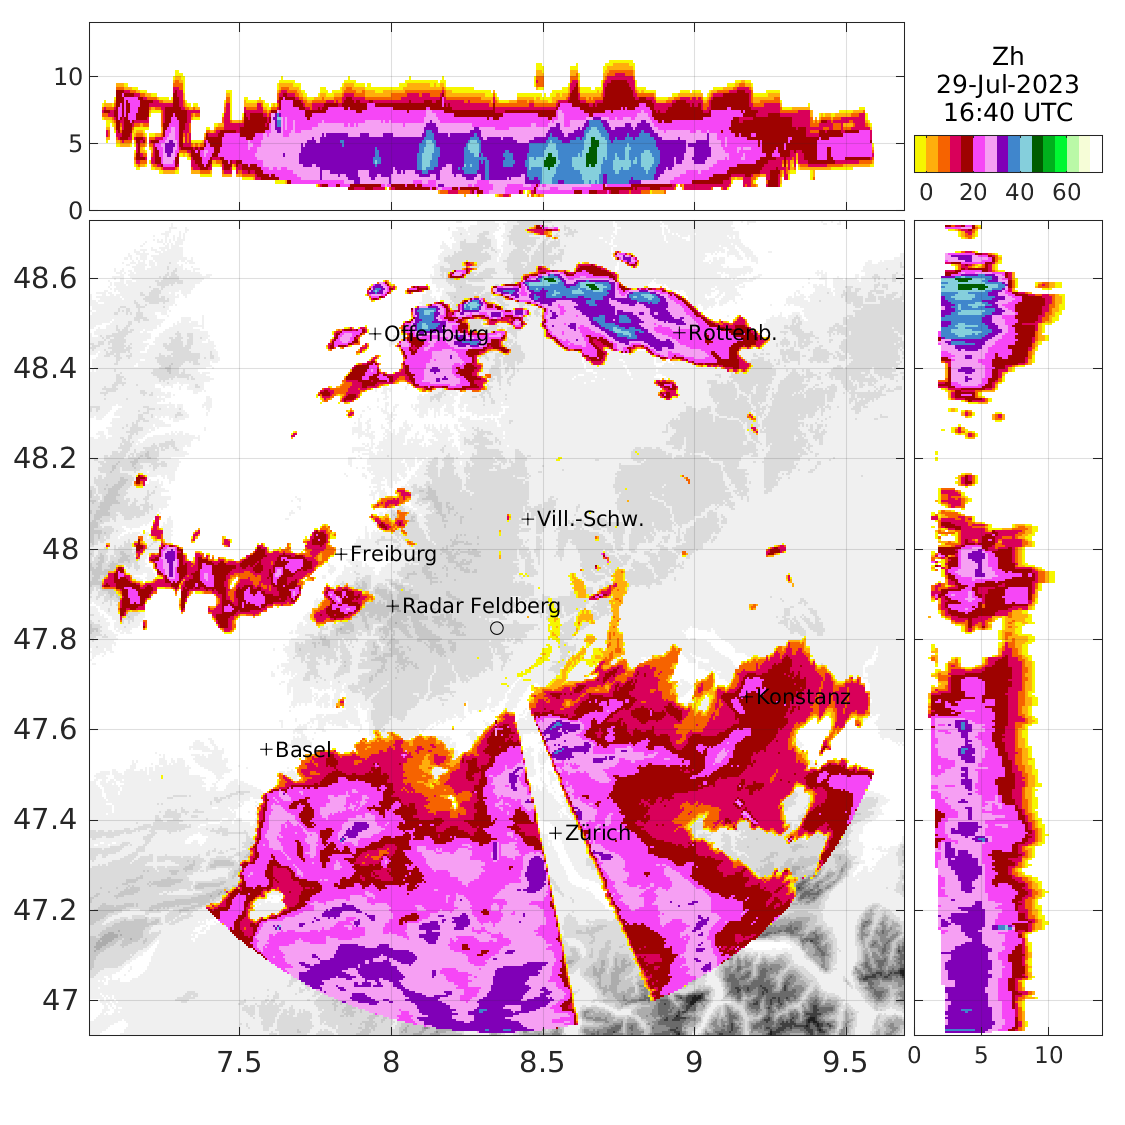 10
5
0
Zh
29-Jul-2023
16:40 UTC
0 20 40 60
48.6
48.4
48.2
48
47.8
47.6
47.4
47.2
47
+Offenburg
+Rottenb.
+Vill.-Schw.
+Freiburg
+Radar Feldberg
+Konstanz
+Basel
+Zürich
7.5 8 8.5 9 9.5
0 5 10